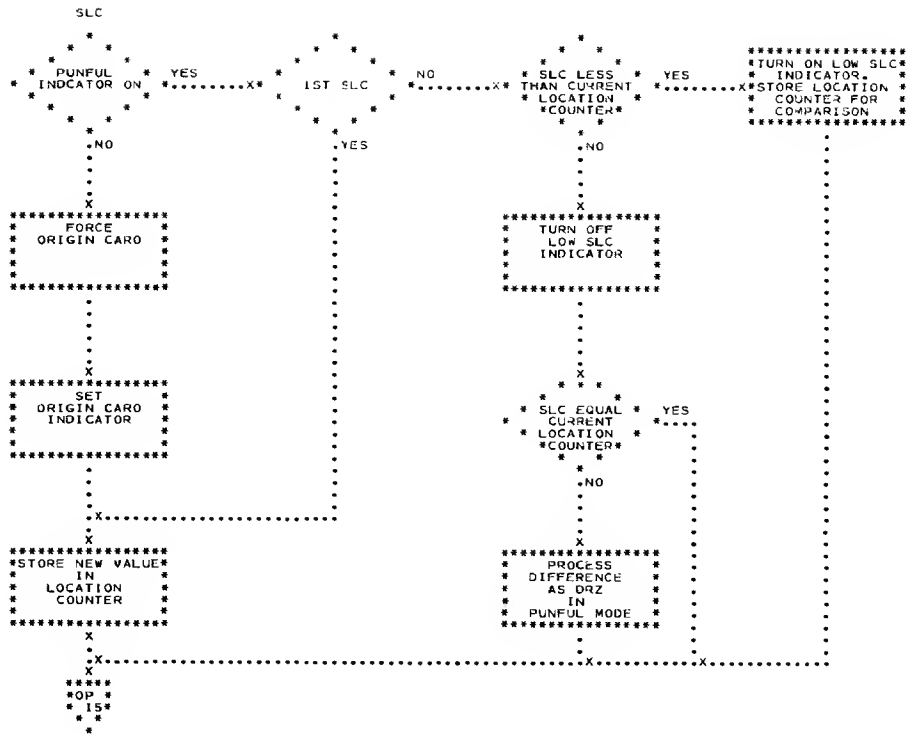 SLC
PUNFUL
INDCATOR ON
YES
1ST SLC
NO
SLC LESS
THAN CURRENT
LOCATION
COUNTER
YES
TURN ON LOW SLC
INDICATOR.
STORE LOCATION
COUNTER FOR
COMPARISON
NO
YES
NO
FORCE
ORIGIN CARO
TURN OFF
LOW SLC
INDICATOR
SET
ORIGIN CARO
INDICATOR
SLC EQUAL
CURRENT
LOCATION
COUNTER
YES
NO
STORE NEW VALUE
IN
LOCATION
COUNTER
PROCESS
DIFFERENCE
AS DRZ
IN
PUNFUL MODE
OP
15